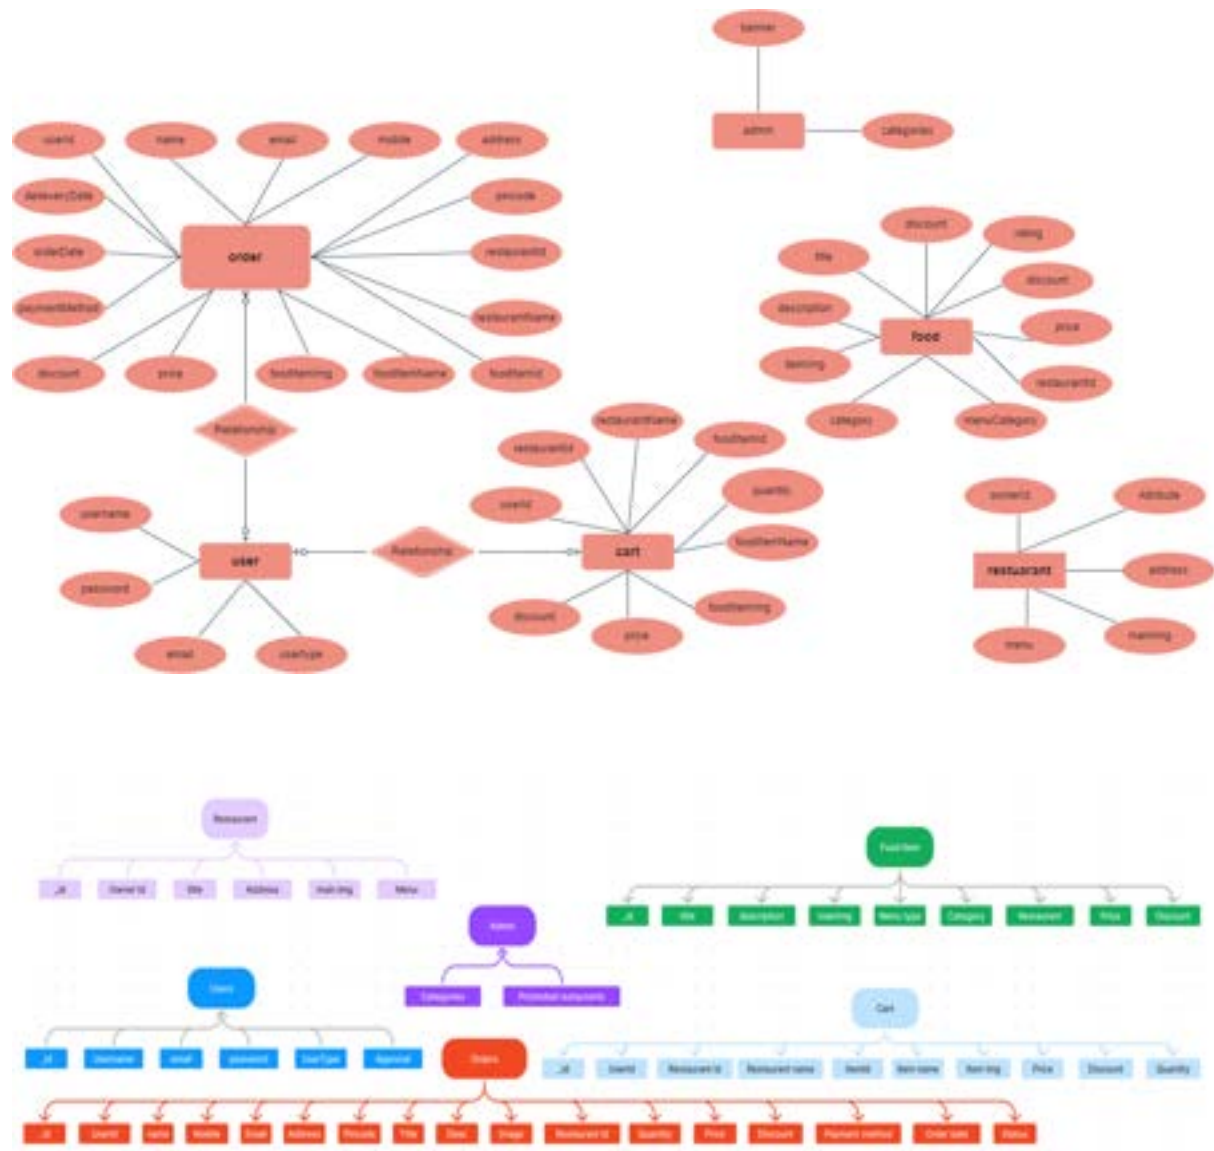 banner
admin
categories
userId
name
email
mobile
address
deliveryDate
pincode
orderDate
order
restaurantId
paymentMethod
restaurantName
discount
price
foodItemImg
foodItemName
foodItemId
Relationship
discount
rating
title
discount
description
food
price
itemImg
restaurantId
category
menuCategory
restaurantName
restaurantId
foodItemId
username
userId
quantity
user
Relationship
cart
foodItemName
password
discount
price
foodItemImg
email
usertype
ownerId
Attribute
restuarant
address
menu
mainImg
Restaurant
_id
Owner Id
title
Address
main img
Menu
Food Item
_id
title
description
itemImg
Menu type
Category
Restaurant
Price
Discount
Admin
Categories
Promoted restaurants
Users
_id
Username
email
password
UserType
Approval
Cart
_id
UserId
Restaurant Id
Restaurant name
ItemId
Item name
Item Img
Price
Discount
Quantity
Orders
_id
UserId
name
Mobile
Email
Address
Pincode
Title
Image
Restaurant Id
Quantity
Price
Discount
Payment method
Order date
Status